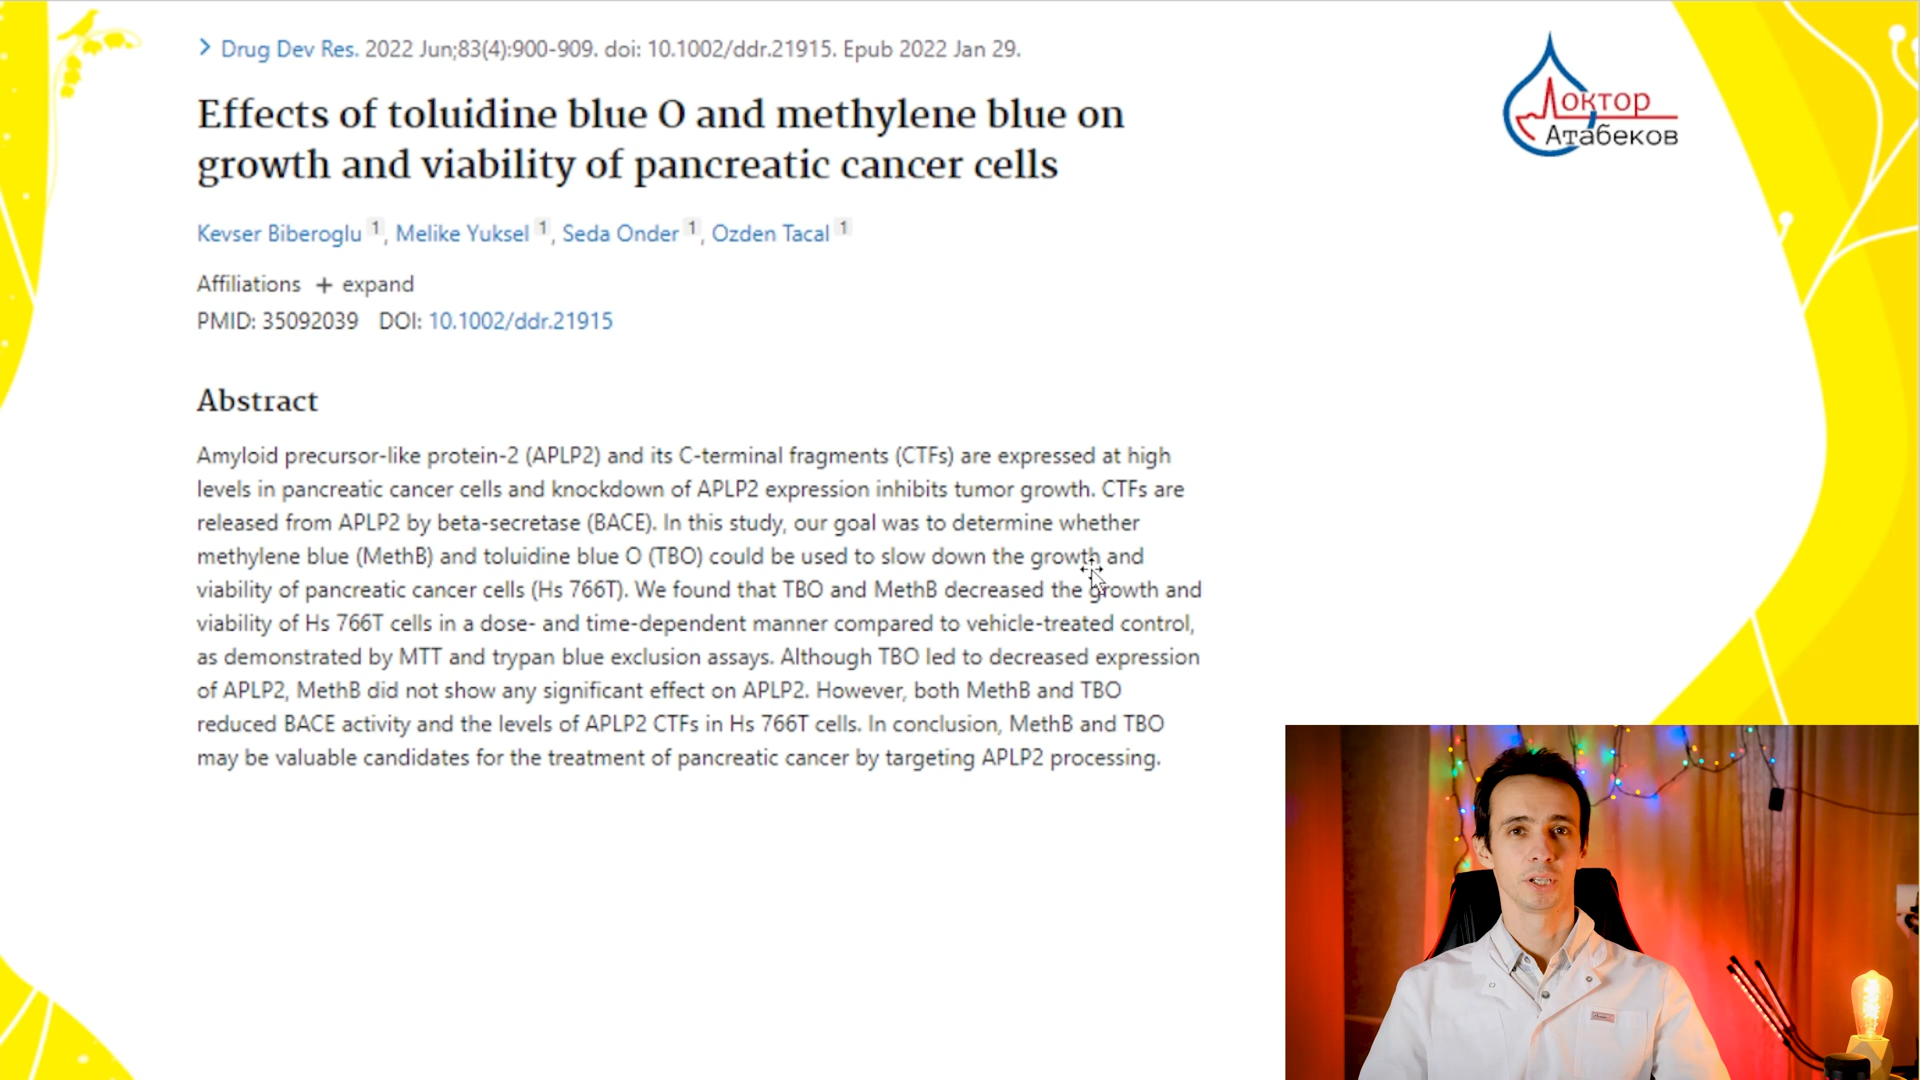 Drug Dev Res. 2022 Jun;83(4):900-909. doi: 10.1002/ddr.21915. Epub 2022 Jan 29.
Effects of toluidine blue O and methylene blue on
growth and viability of pancreatic cancer cells
Kevser Biberoglu 1, Melike Yuksel 1, Seda Onder 1, Ozden Tacal 1
Affiliations + expand
PMID: 35092039 DOI: 10.1002/ddr.21915
Abstract
Amyloid precursor-like protein-2 (APLP2) and its C-terminal fragments (CTFs) are expressed at high
levels in pancreatic cancer cells and knockdown of APLP2 expression inhibits tumor growth. CTFs are
released from APLP2 by beta-secretase (BACE). In this study, our goal was to determine whether
methylene blue (MethB) and toluidine blue O (TBO) could be used to slow down the growth and
viability of pancreatic cancer cells (Hs 766T). We found that TBO and MethB decreased the growth and
viability of Hs 766T cells in a dose- and time-dependent manner compared to vehicle-treated control,
as demonstrated by MTT and trypan blue exclusion assays. Although TBO led to decreased expression
of APLP2, MethB did not show any significant effect on APLP2. However, both MethB and TBO
reduced BACE activity and the levels of APLP2 CTFs in Hs 766T cells. In conclusion, MethB and TBO
may be valuable candidates for the treatment of pancreatic cancer by targeting APLP2 processing.
Доктор
Атабеков